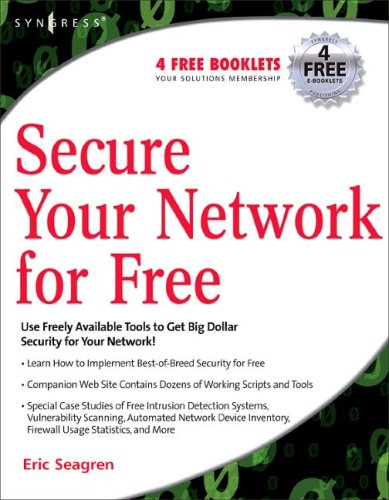 SYNGRESS®
4 FREE BOOKLETS
YOUR SOLUTIONS MEMBERSHIP
4
FREE
E-BOOKLETS
Secure
Your Network
for Free
Use Freely Available Tools to Get Big Dollar
Security for Your Network!
• Learn How to Implement Best-of-Breed Security for Free
• Companion Web Site Contains Dozens of Working Scripts and Tools
• Special Case Studies of Free Intrusion Detection Systems,
Vulnerability Scanning, Automated Network Device Inventory,
Firewall Usage Statistics, and More
Eric Seagren